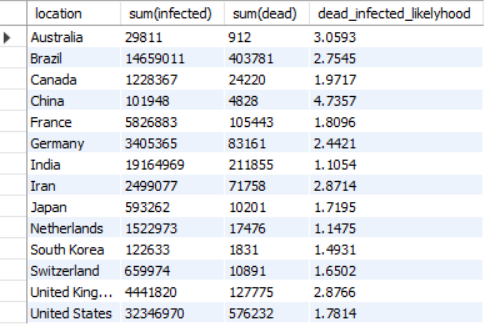 location sum(infected) sum(dead) dead_infected_likelyhood
Australia 29811 912 3.0593
Brazil 14659011 403781 2.7545
Canada 1228367 24220 1.9717
China 101948 4828 4.7357
France 5826883 105443 1.8096
Germany 3405365 83161 2.4421
India 19164969 211855 1.1054
Iran 2499077 71758 2.8714
Japan 593262 10201 1.7195
Netherlands 1522973 17476 1.1475
South Korea 122633 1831 1.4931
Switzerland 659974 10891 1.6502
United King... 4441820 127775 2.8766
United States 32346970 576232 1.7814